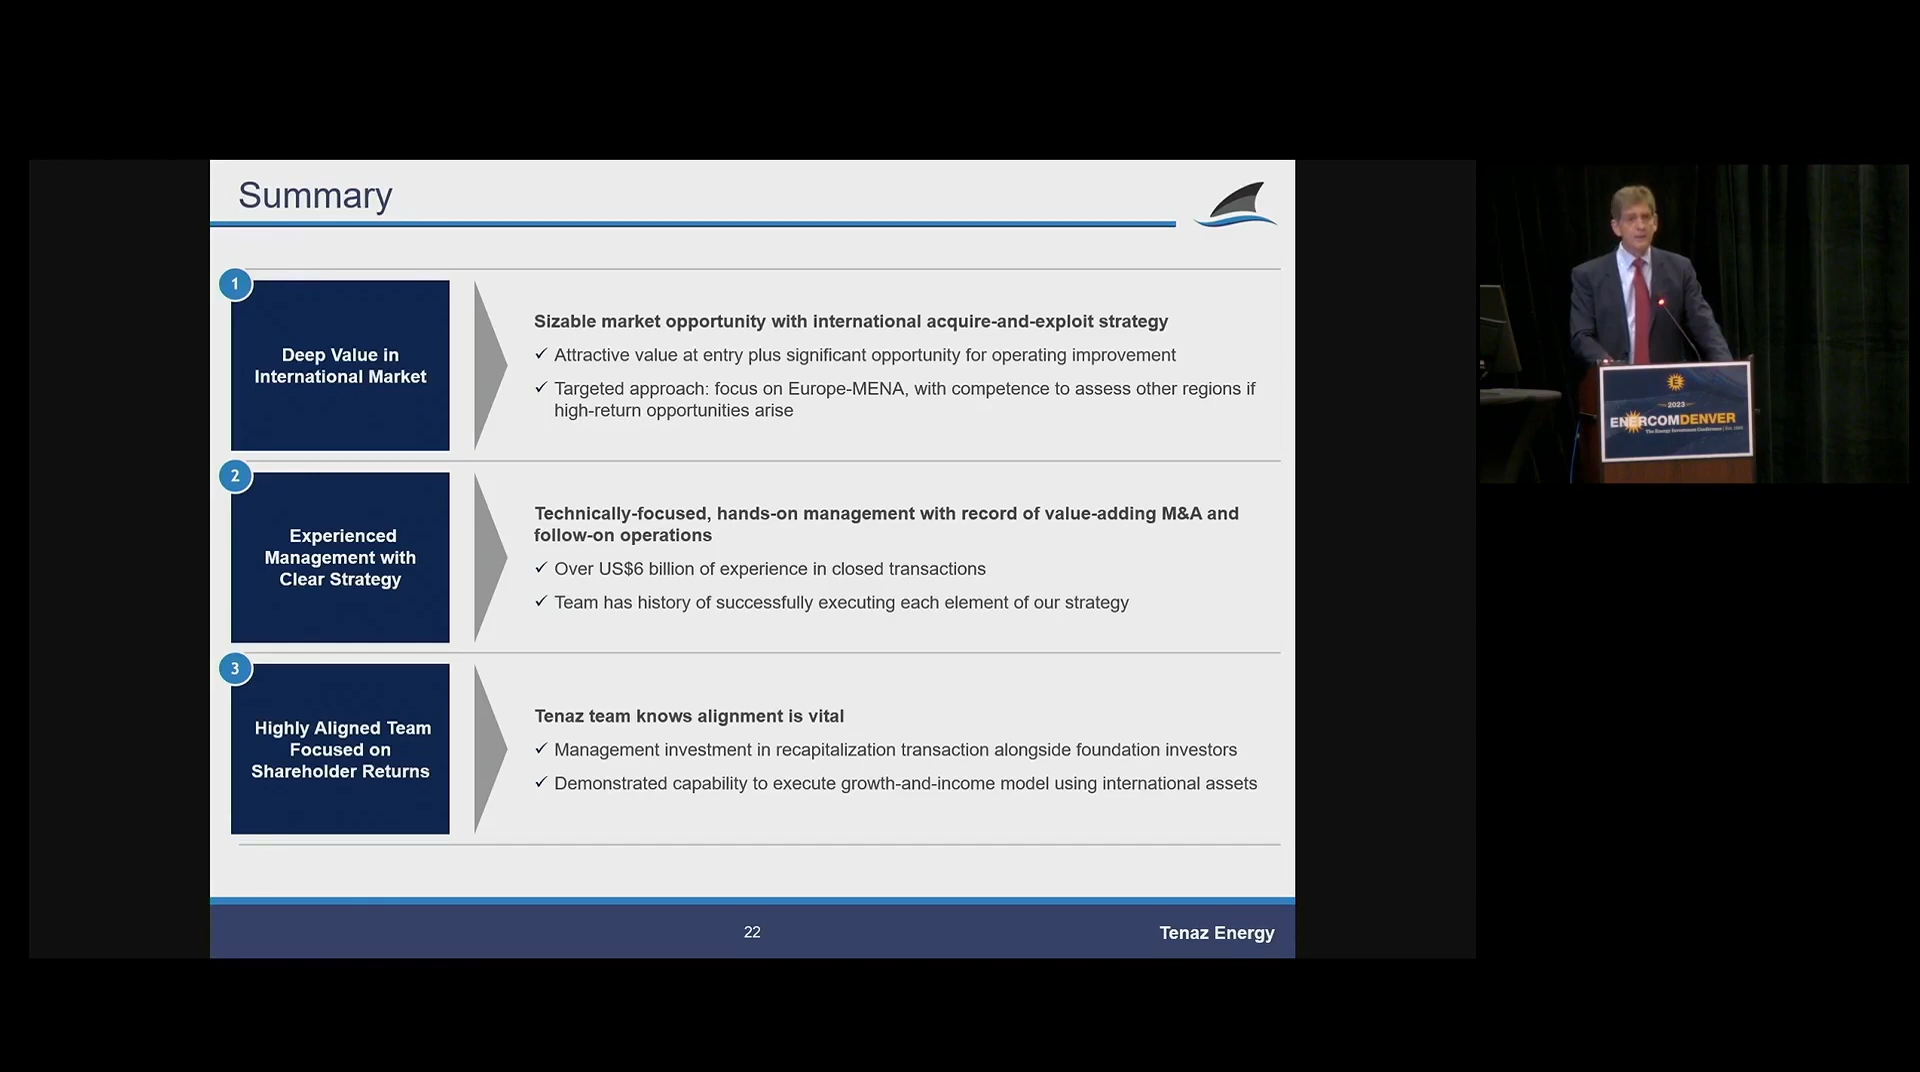 Summary
1
Deep Value in
International Market
Sizable market opportunity with international acquire-and-exploit strategy
✓ Attractive value at entry plus significant opportunity for operating improvement
✓ Targeted approach: focus on Europe-MENA, with competence to assess other regions if
high-return opportunities arise
2
Experienced
Management with
Clear Strategy
Technically-focused, hands-on management with record of value-adding M&A and
follow-on operations
✓ Over US$6 billion of experience in closed transactions
✓ Team has history of successfully executing each element of our strategy
3
Highly Aligned Team
Focused on
Shareholder Returns
Tenaz team knows alignment is vital
✓ Management investment in recapitalization transaction alongside foundation investors
✓ Demonstrated capability to execute growth-and-income model using international assets
22
Tenaz Energy
E
2023
ENERCOMDENVER
The Energy Investment Conference